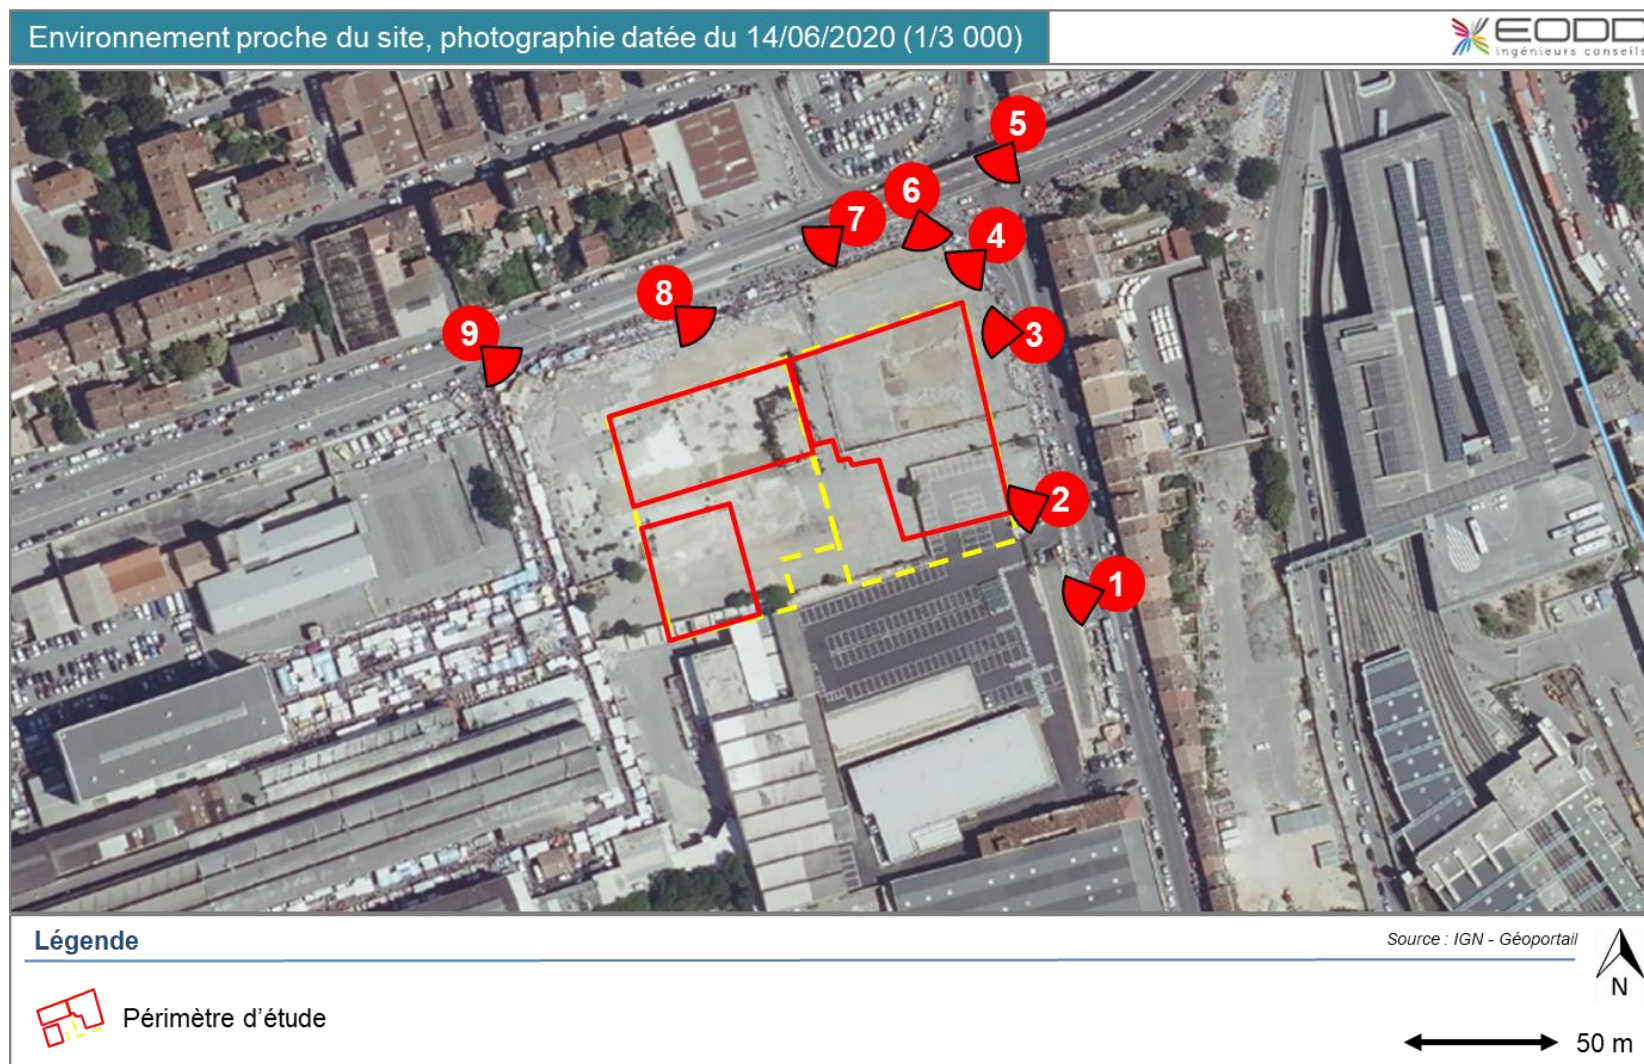 Environnement proche du site, photographie datée du 14/06/2020 (1/3 000)
EODD
ingénieurs conseils
5
6
7
4
8
9
3
2
1
Légende
Source : IGN - Géoportail
N
Périmètre d'étude
50 m